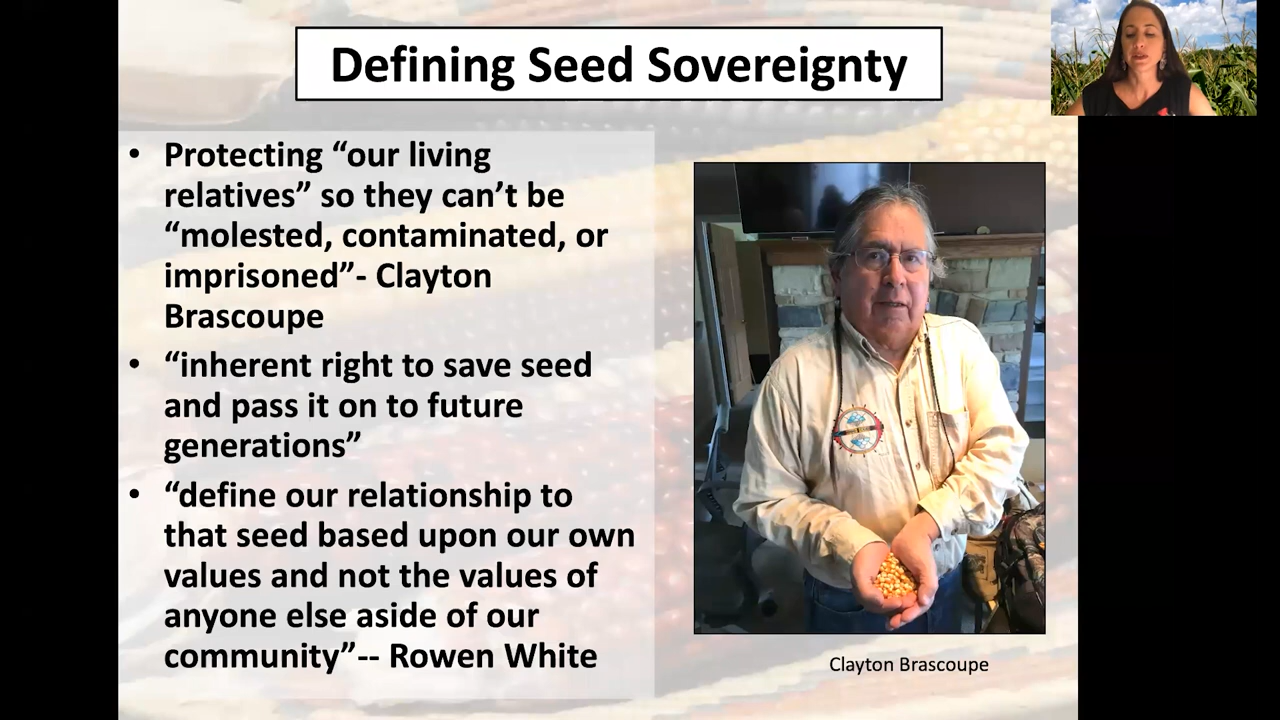 Defining Seed Sovereignty
• Protecting “our living
relatives” so they can’t be
“molested, contaminated, or
imprisoned”- Clayton
Brascoupe
• “inherent right to save seed
and pass it on to future
generations”
• “define our relationship to
that seed based upon our own
values and not the values of
anyone else aside of our
community”-- Rowen White
Clayton Brascoupe